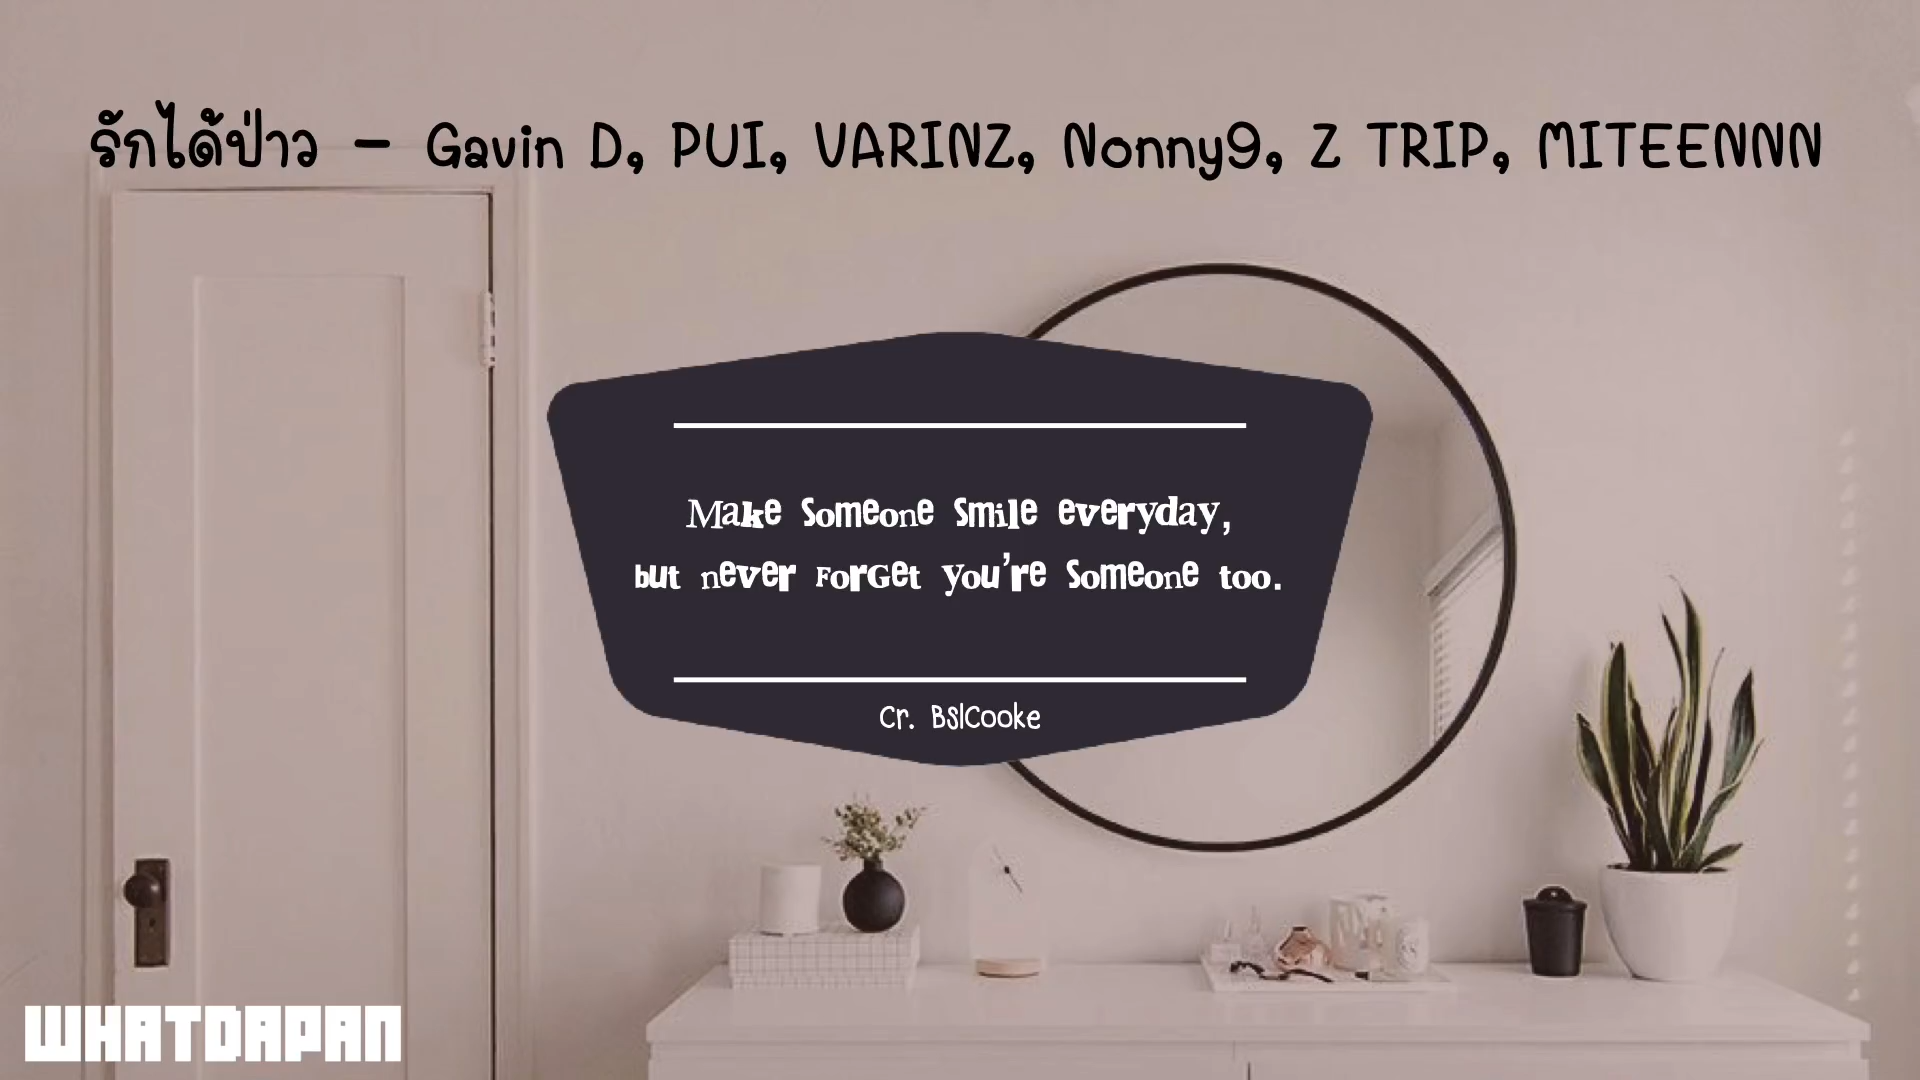 รักได้ป่าว - Gavin D, PUI, VARINZ, Nonny9, Z TRIP, MITEENNN
Make Someone Smile everyday,
but never Forget you're Someone too.
Cr. BslCooke
WHATDAPAN